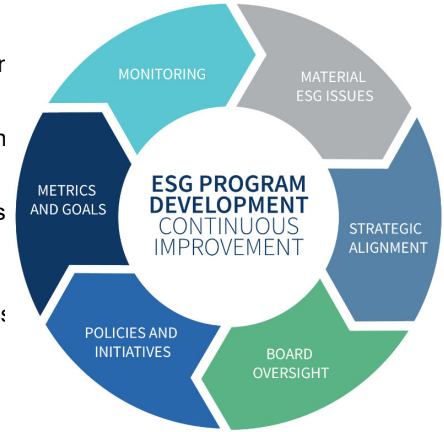 MONITORING
MATERIAL
ESG ISSUES
STRATEGIC
ALIGNMENT
BOARD
OVERSIGHT
POLICIES AND
INITIATIVES
METRICS
AND GOALS
ESG PROGRAM
DEVELOPMENT
CONTINUOUS
IMPROVEMENT